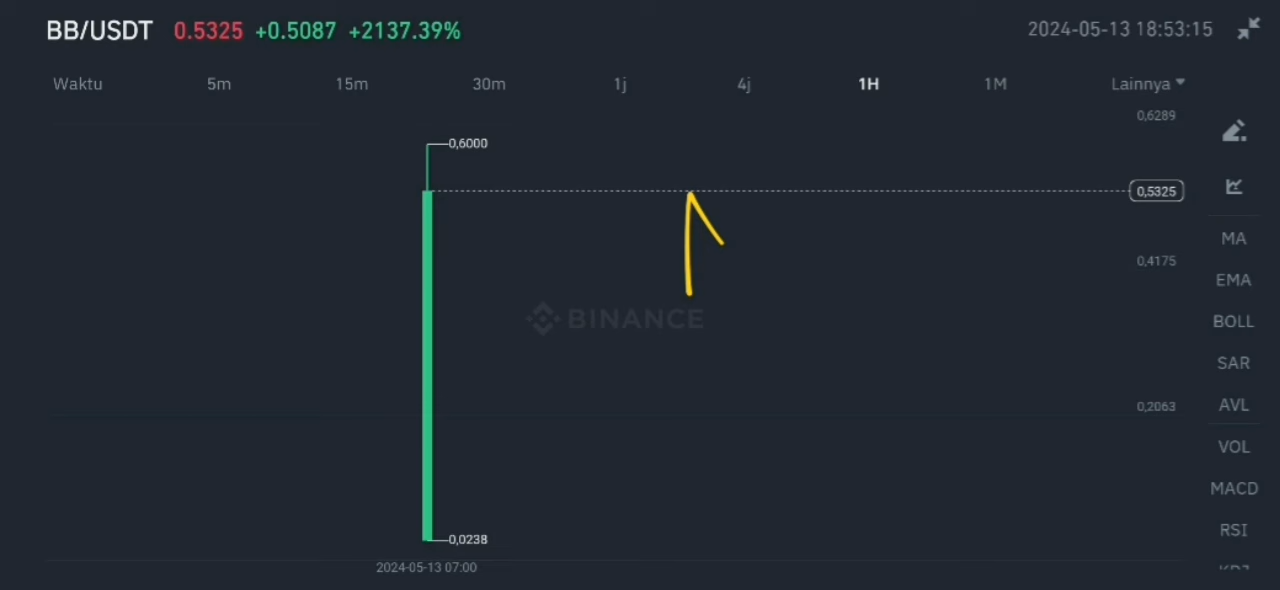 BB/USDT 0.5325 +0.5087 +2137.39% 2024-05-13 18:53:15
Waktu 5m 15m 30m 1j 4j 1H 1M Lainnya
0,6289
0,6000
0,5325
MA
0,4175
EMA
BINANCE
BOLL
SAR
0,2063
AVL
VOL
MACD
RSI
0,0238
2024-05-13 07:00